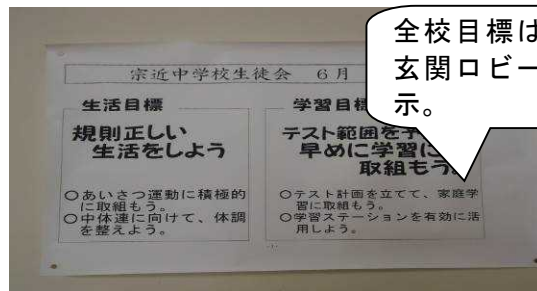 全校目標は
玄関ロビー
示。
宗近中学校生徒会 6月
生活目標
規則正しい
生活をしよう
○あいさつ運動に積極的
に取組もう。
○中体連に向けて、体調
を整えよう。
学習目標
テスト範囲を
早めに学習に
取組もう。
○テスト計画を立てて、家庭学
習に取組もう。
○学習ステーションを有効に活
用しよう。